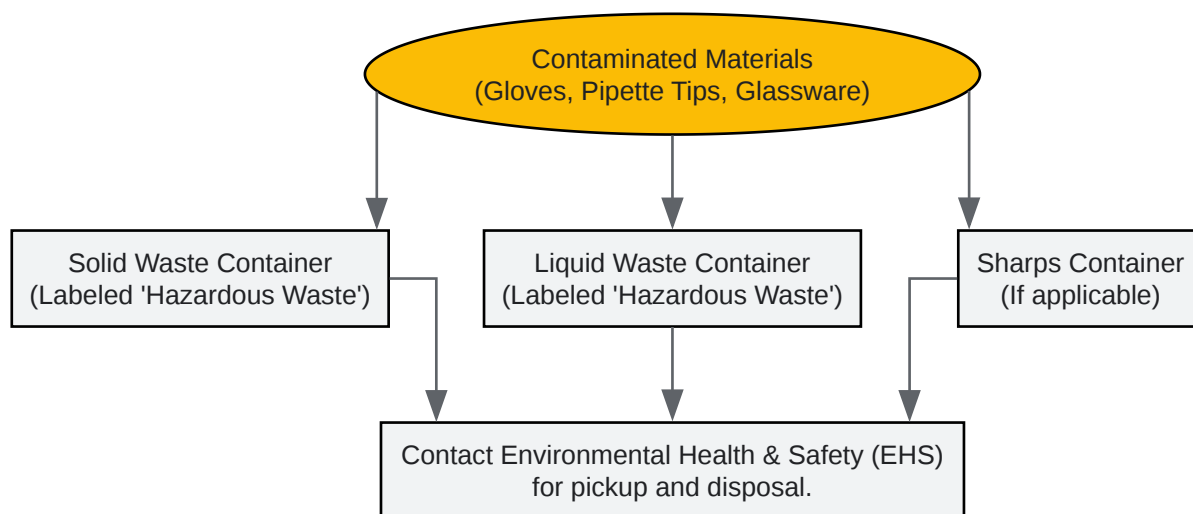 Contaminated Materials
(Gloves, Pipette Tips, Glassware)
Solid Waste Container
(Labeled 'Hazardous Waste')
Liquid Waste Container
(Labeled 'Hazardous Waste')
Sharps Container
(If applicable)
Contact Environmental Health & Safety (EHS)
for pickup and disposal.